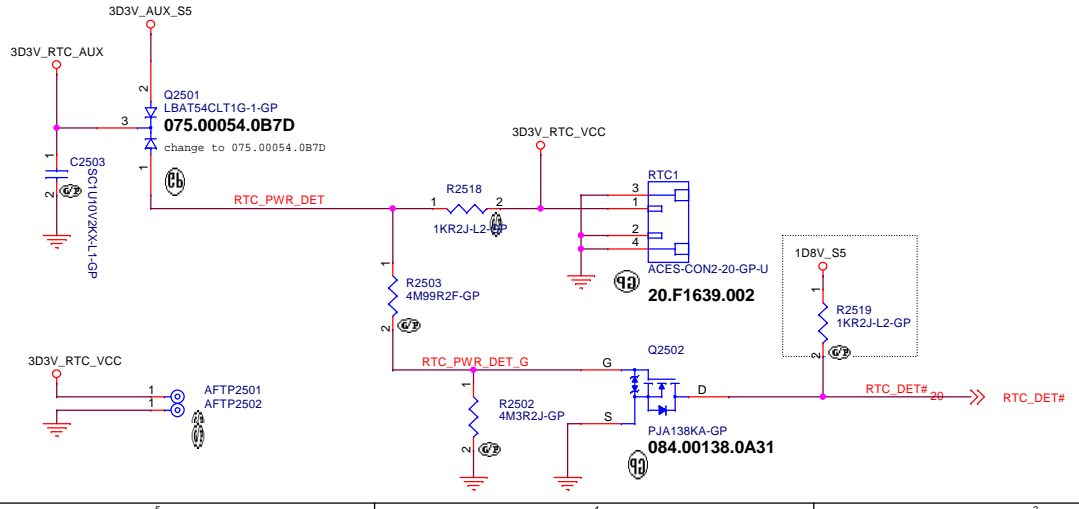 3D3V_AUX_S5
3D3V_RTC_AUX
2
Q2501
LBAT54CLT1G-1-GP
075.00054.0B7D
3
change to 075.00054.0B7D
3D3V_RTC_VCC
1
C2503
SC1U10V2KX-L1-GP
2
1
RTC_PWR_DET
R2518
1
2
1KR2J-L2-GP
RTC1
3
1
2
4
ACES-CON2-20-GP-U
20.F1639.002
1D8V_S5
1
R2519
1KR2J-L2-GP
2
1
R2503
4M99R2F-GP
2
3D3V_RTC_VCC
1
AFTP2501
1
AFTP2502
RTC_PWR_DET_G
G
Q2502
D
S
PJA138KA-GP
084.00138.0A31
1
R2502
4M3R2J-GP
2
RTC_DET#
20
RTC_DET#
5
4
3